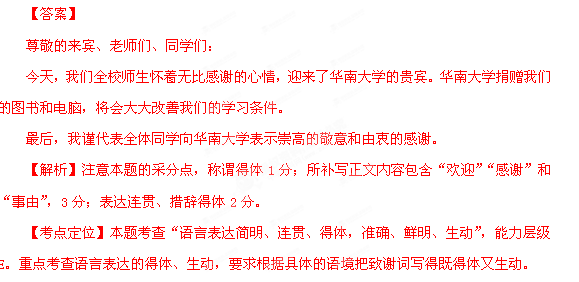 【答案】
尊敬的来宾、老师们、同学们：
今天，我们全校师生怀着无比感谢的心情，迎来了华南大学的贵宾。华南大学捐赠我们
的图书和电脑，将会大大改善我们的学习条件。
最后，我谨代表全体同学向华南大学表示崇高的敬意和由衷的感谢。
【解析】注意本题的采分点，称谓得体 1 分；所补写正文内容包含“欢迎”“感谢”和
“事由”，3 分；表达连贯、措辞得体 2 分。
【考点定位】本题考查“语言表达简明、连贯、得体，准确、鲜明、生动”，能力层级
E。重点考查语言表达的得体、生动，要求根据具体的语境把致谢词写得既得体又生动。